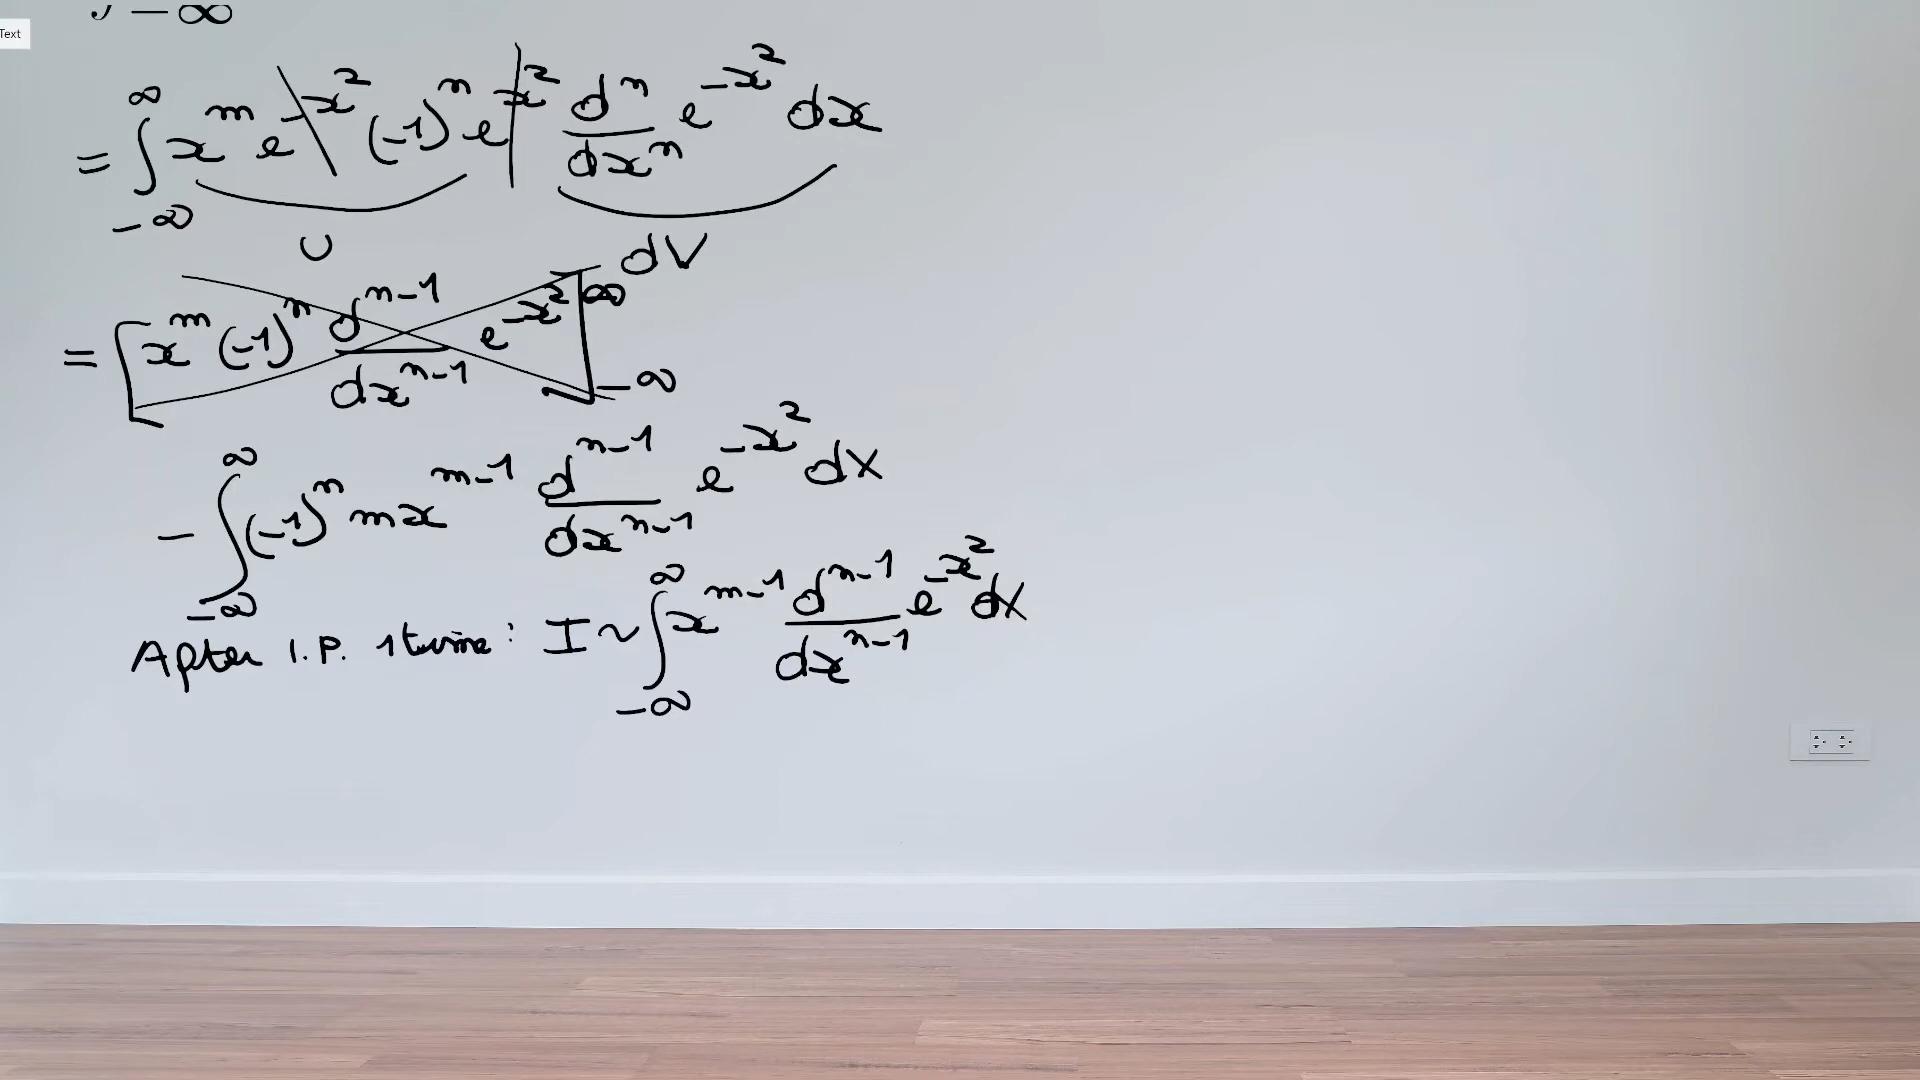 ∫ −∞
Text
= ∫_{−∞}^{∞} x^m e^{−x²} (−1)^n e^{x²} d^n/dx^n e^{−x²} dx
U dV
= [x^m (−1)^n d^{n−1}/dx^{n−1} e^{−x²}]_{−∞}^{∞}
− ∫_{−∞}^{∞} (−1)^n m x^{m−1} d^{n−1}/dx^{n−1} e^{−x²} dx
After I.P. 1 time: I ~ ∫_{−∞}^{∞} x^{m−1} d^{n−1}/dx^{n−1} e^{−x²} dx